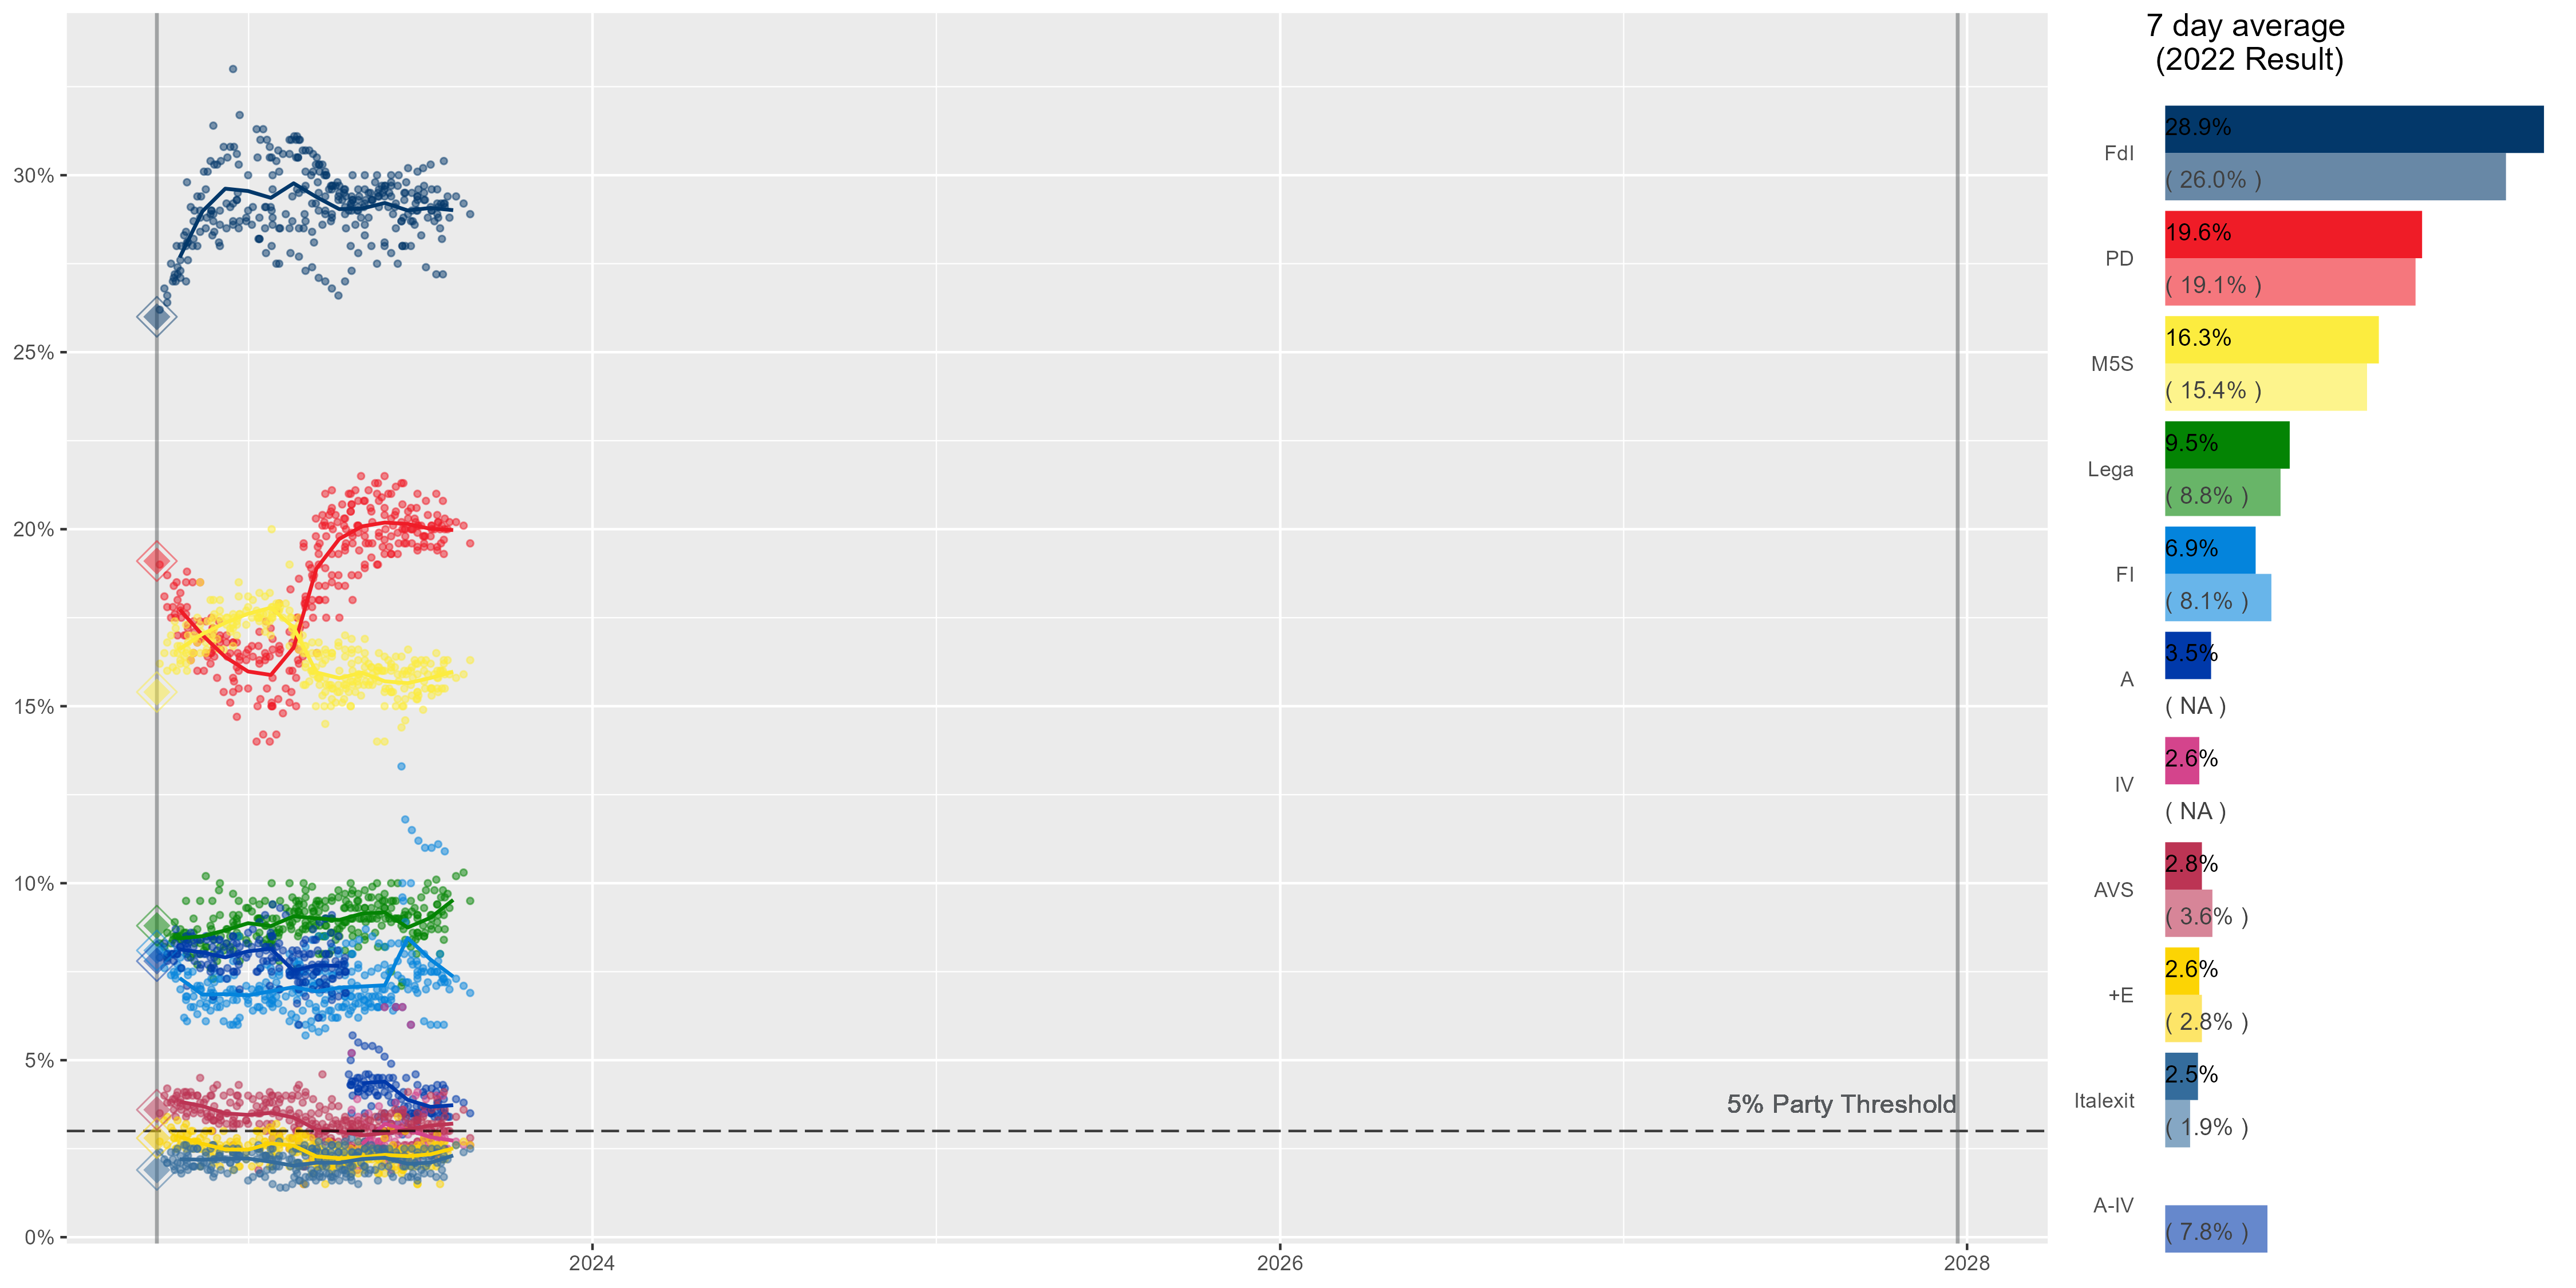 7 day average
(2022 Result)
30%
25%
20%
15%
10%
5%
0%
2024
2026
2028
5% Party Threshold
FdI
28.9%
( 26.0% )
PD
19.6%
( 19.1% )
M5S
16.3%
( 15.4% )
Lega
9.5%
( 8.8% )
FI
6.9%
( 8.1% )
A
3.5%
( NA )
IV
2.6%
( NA )
AVS
2.8%
( 3.6% )
+E
2.6%
( 2.8% )
Italexit
2.5%
( 1.9% )
A-IV
( 7.8% )